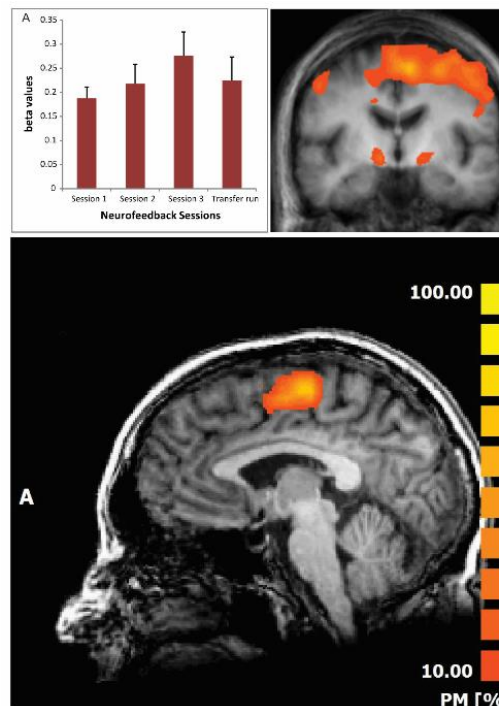 A
0.35
0.3
0.25
0.2
0.15
0.1
0.05
0
beta values
Session 1 Session 2 Session 3 Transfer run
Neurofeedback Sessions
100.00
A
10.00
PM [%